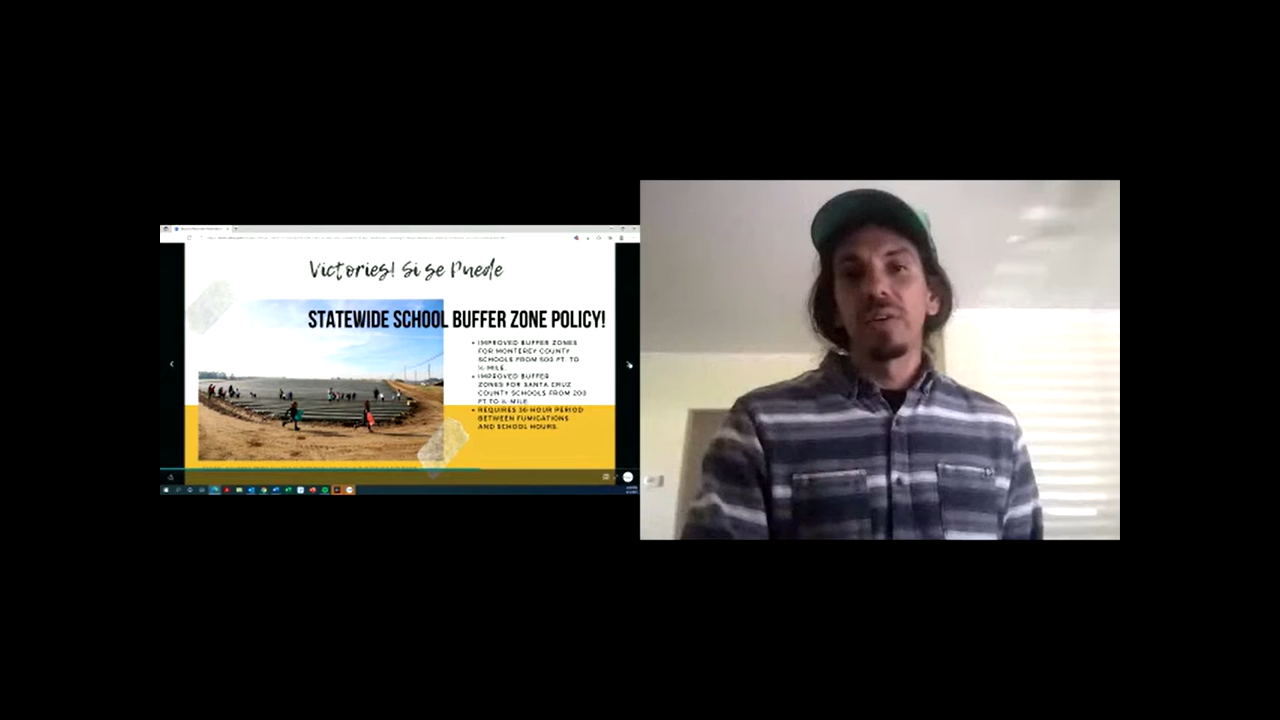 Victories! Si se Puede
STATEWIDE SCHOOL BUFFER ZONE POLICY!
• IMPROVED BUFFER ZONES
FOR MONTEREY COUNTY
SCHOOLS FROM 500 FT. TO
¼ MILE.
• IMPROVED BUFFER
ZONES FOR SANTA CRUZ
COUNTY SCHOOLS FROM 200
FT TO ¼ MILE
• REQUIRES 36 HOUR PERIOD
BETWEEN FUMIGATIONS
AND SCHOOL HOURS.